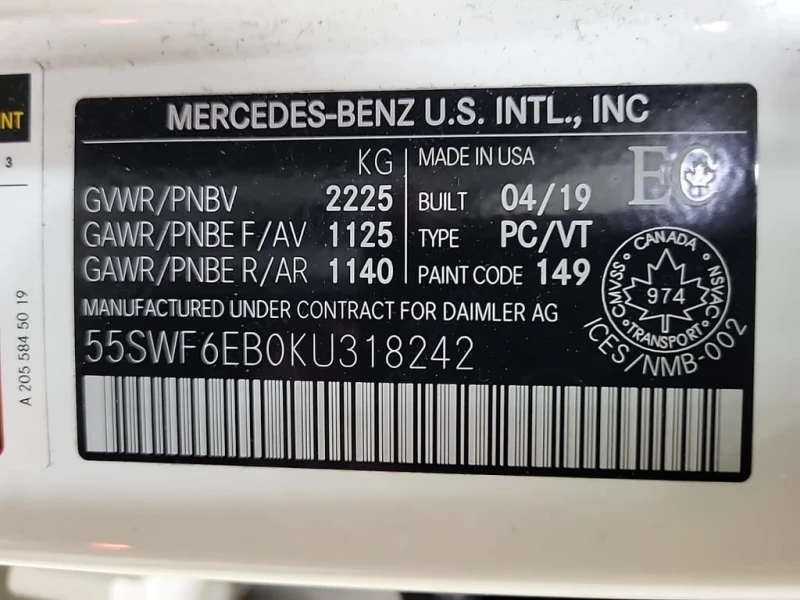 NT
3
A 205 584 50 19
MERCEDES-BENZ U.S. INTL., INC
KG
GVWR/PNBV 2225
GAWR/PNBE F/AV 1125
GAWR/PNBE R/AR 1140
MADE IN USA
BUILT 04/19
TYPE PC/VT
PAINT CODE 149
EC
CANADA
CMVSS 974 NSVAC
TRANSPORT
ICES/NMB-002
MANUFACTURED UNDER CONTRACT FOR DAIMLER AG
55SWF6EB0KU318242